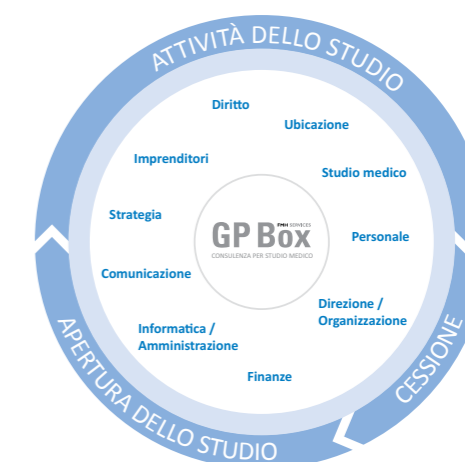 ATTIVITÀ DELLO STUDIO
Diritto
Ubicazione
Imprenditori
Studio medico
Strategia
FMH SERVICES
GP BOX
CONSULENZA PER STUDIO MEDICO
Personale
Comunicazione
Direzione /
Organizzazione
Informatica /
Amministrazione
Finanze
APERTURA DELLO STUDIO
CESSIONE